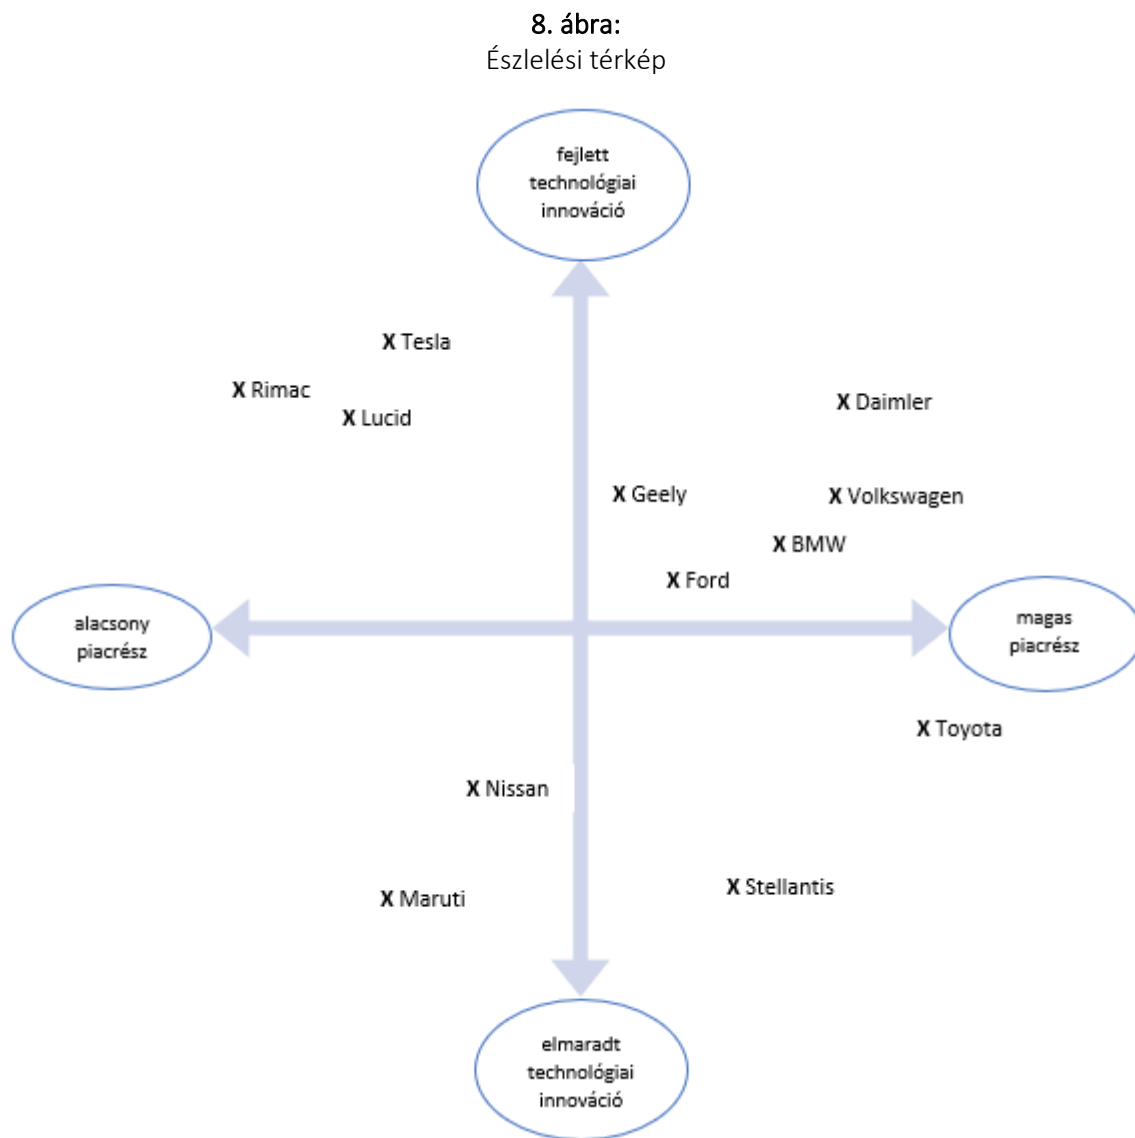 8. ábra:
Észlelési térkép
fejlett
technológiai
innováció
X Tesla
X Rimac
X Lucid
X Daimler
X Geely
X Volkswagen
X BMW
X Ford
alacsony
piacrész
magas
piacrész
X Toyota
X Nissan
X Stellantis
X Maruti
elmaradt
technológiai
innováció